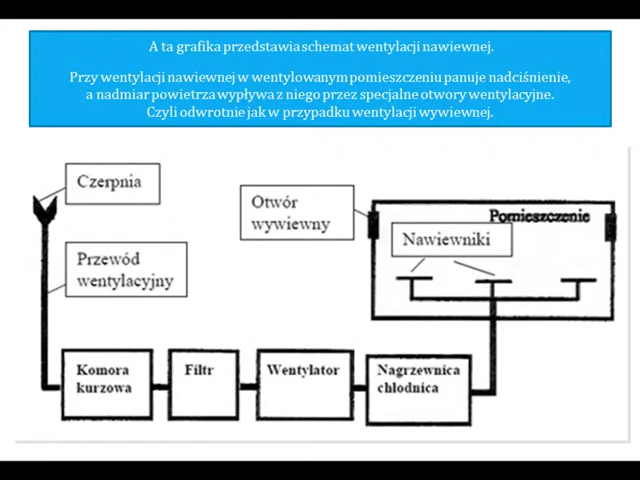 A ta grafika przedstawia schemat wentylacji nawiewnej.
Przy wentylacji nawiewnej w wentylowanym pomieszczeniu panuje nadciśnienie,
a nadmiar powietrza wypływa z niego przez specjalne otwory wentylacyjne.
Czyli odwrotnie jak w przypadku wentylacji wywiewnej.
Czerpnia
Otwór
wywiewny
Pomieszczenie
Nawiewniki
Przewód
wentylacyjny
Komora
kurzowa
Filtr
Wentylator
Nagrzewnica
chłodnica